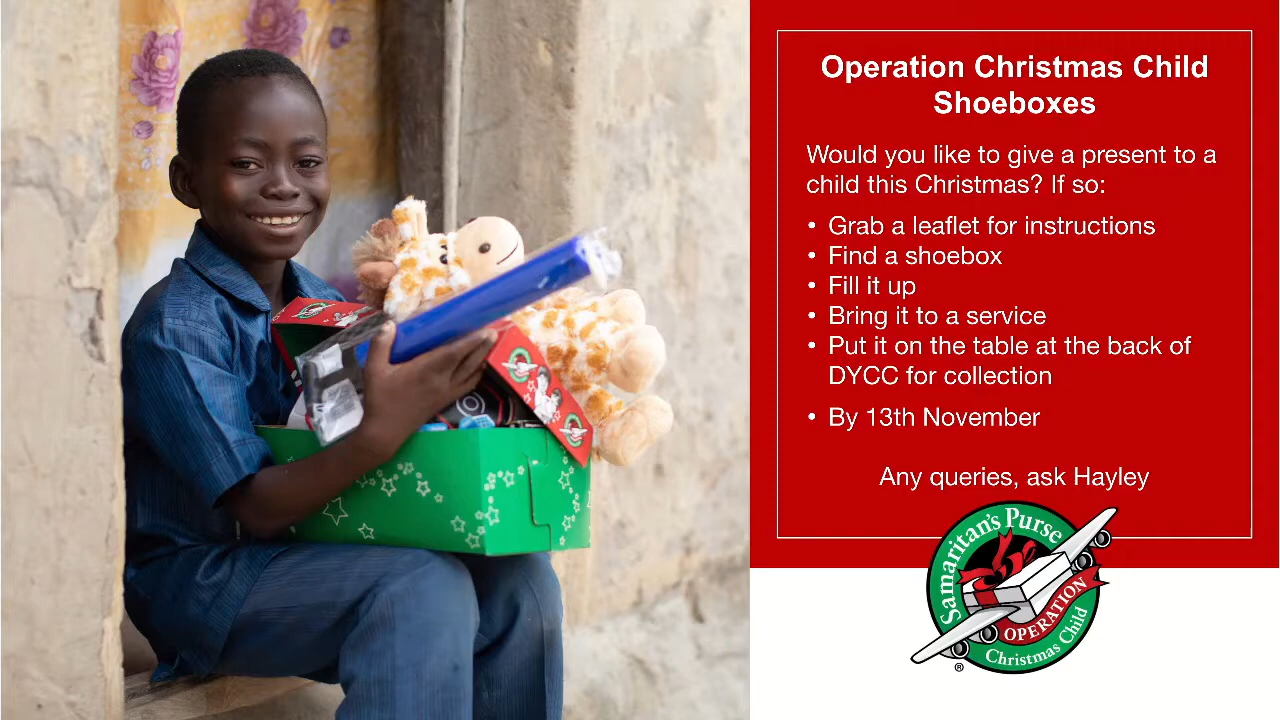 Operation Christmas Child
Shoeboxes
Would you like to give a present to a
child this Christmas? If so:
• Grab a leaflet for instructions
• Find a shoebox
• Fill it up
• Bring it to a service
• Put it on the table at the back of
DYCC for collection
• By 13th November
Any queries, ask Hayley
Samaritan's Purse
OPERATION
Christmas Child
®